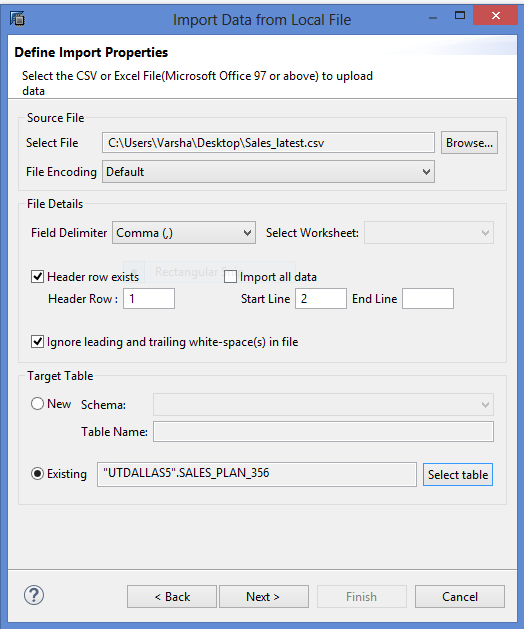 Import Data from Local File
Define Import Properties
Select the CSV or Excel File(Microsoft Office 97 or above) to upload
data
Source File
Select File C:\Users\Varsha\Desktop\Sales_latest.csv Browse...
File Encoding Default
File Details
Field Delimiter Comma (,) Select Worksheet:
Header row exists Rectangular Import all data
Header Row : 1 Start Line 2 End Line
Ignore leading and trailing white-space(s) in file
Target Table
New Schema:
Table Name:
Existing "UTDALLAS5".SALES_PLAN_356 Select table
? < Back Next > Finish Cancel